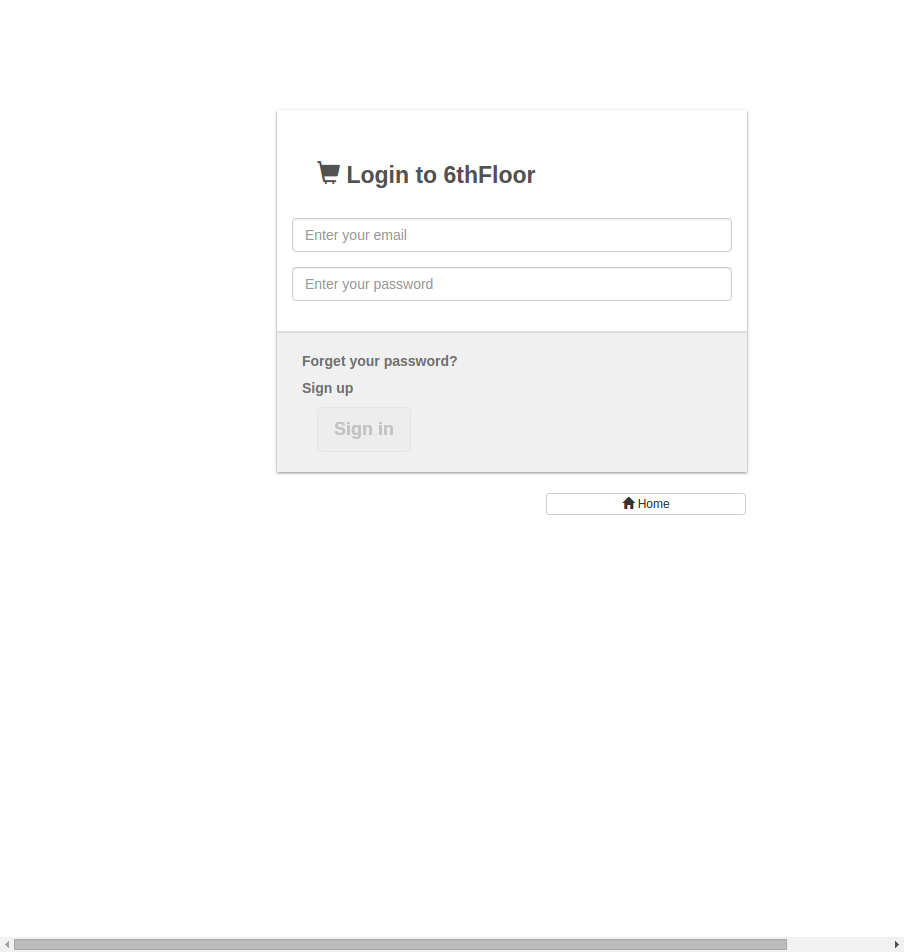 Login to 6thFloor
Enter your email
Enter your password
Forget your password?
Sign up
Sign in
Home